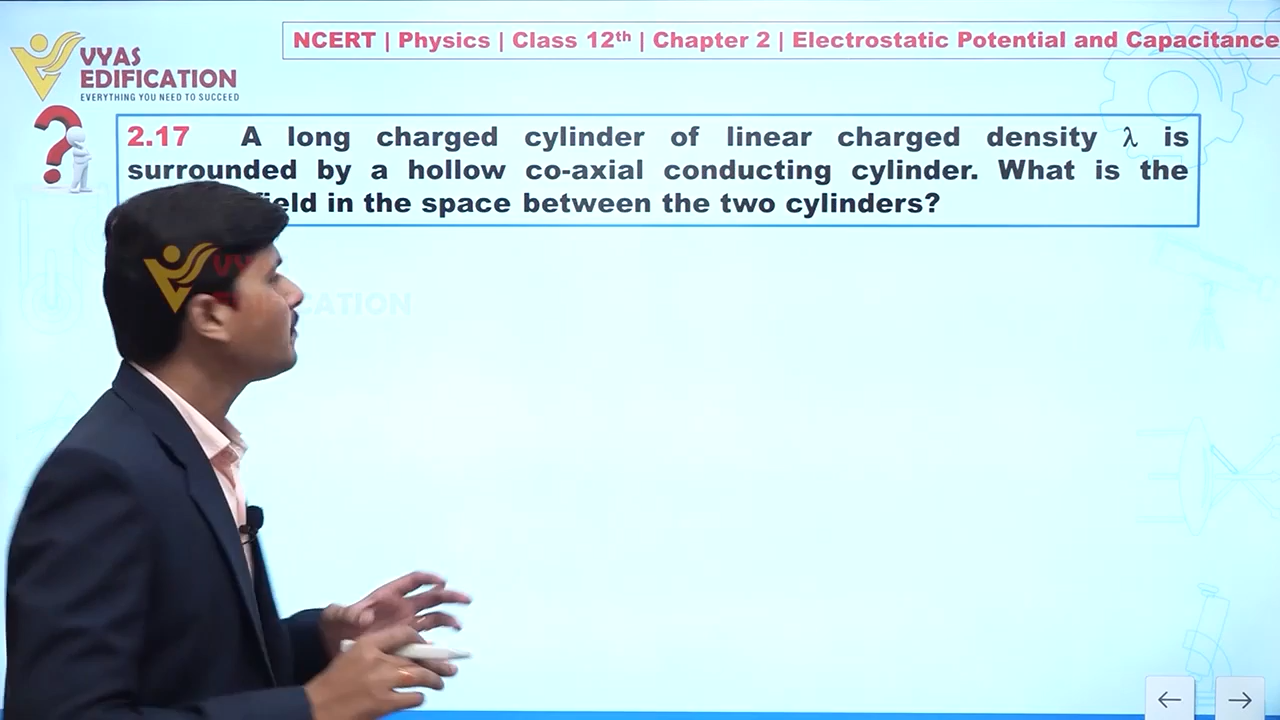 VYAS
EDIFICATION
EVERYTHING YOU NEED TO SUCCEED
NCERT | Physics | Class 12th | Chapter 2 | Electrostatic Potential and Capacitance
2.17 A long charged cylinder of linear charged density λ is
surrounded by a hollow co-axial conducting cylinder. What is the
field in the space between the two cylinders?